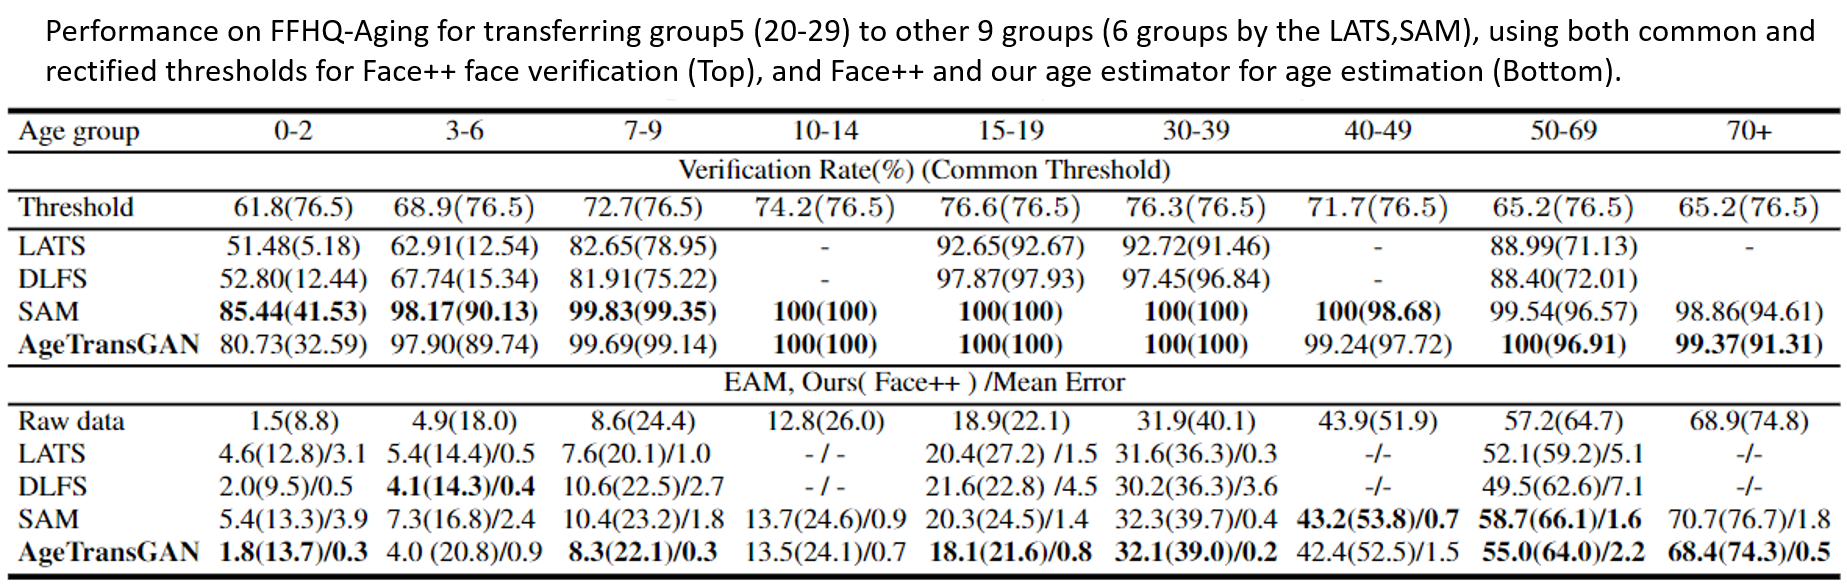 Performance on FFHQ-Aging for transferring group5 (20-29) to other 9 groups (6 groups by the LATS,SAM), using both common and
rectified thresholds for Face++ face verification (Top), and Face++ and our age estimator for age estimation (Bottom).
Age group 0-2 3-6 7-9 10-14 15-19 30-39 40-49 50-69 70+
Verification Rate(%) (Common Threshold)
Threshold 61.8(76.5) 68.9(76.5) 72.7(76.5) 74.2(76.5) 76.6(76.5) 76.3(76.5) 71.7(76.5) 65.2(76.5) 65.2(76.5)
LATS 51.48(5.18) 62.91(12.54) 82.65(78.95) - 92.65(92.67) 92.72(91.46) - 88.99(71.13) -
DLFS 52.80(12.44) 67.74(15.34) 81.91(75.22) - 97.87(97.93) 97.45(96.84) - 88.40(72.01)
SAM 85.44(41.53) 98.17(90.13) 99.83(99.35) 100(100) 100(100) 100(100) 100(98.68) 99.54(96.57) 98.86(94.61)
AgeTransGAN 80.73(32.59) 97.90(89.74) 99.69(99.14) 100(100) 100(100) 100(100) 99.24(97.72) 100(96.91) 99.37(91.31)
EAM, Ours( Face++ ) /Mean Error
Raw data 1.5(8.8) 4.9(18.0) 8.6(24.4) 12.8(26.0) 18.9(22.1) 31.9(40.1) 43.9(51.9) 57.2(64.7) 68.9(74.8)
LATS 4.6(12.8)/3.1 5.4(14.4)/0.5 7.6(20.1)/1.0 - / - 20.4(27.2) /1.5 31.6(36.3)/0.3 -/- 52.1(59.2)/5.1 -/-
DLFS 2.0(9.5)/0.5 4.1(14.3)/0.4 10.6(22.5)/2.7 - / - 21.6(22.8) /4.5 30.2(36.3)/3.6 -/- 49.5(62.6)/7.1 -/-
SAM 5.4(13.3)/3.9 7.3(16.8)/2.4 10.4(23.2)/1.8 13.7(24.6)/0.9 20.3(24.5)/1.4 32.3(39.7)/0.4 43.2(53.8)/0.7 58.7(66.1)/1.6 70.7(76.7)/1.8
AgeTransGAN 1.8(13.7)/0.3 4.0 (20.8)/0.9 8.3(22.1)/0.3 13.5(24.1)/0.7 18.1(21.6)/0.8 32.1(39.0)/0.2 42.4(52.5)/1.5 55.0(64.0)/2.2 68.4(74.3)/0.5